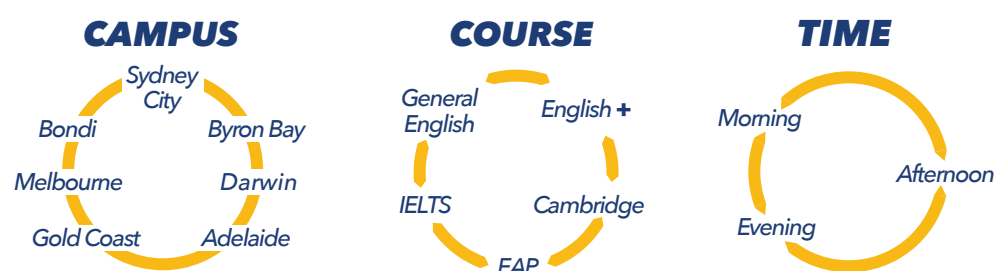 CAMPUS
Sydney
City
Bondi
Byron Bay
Melbourne
Darwin
Gold Coast
Adelaide
COURSE
General
English
English +
IELTS
Cambridge
EAP
TIME
Morning
Afternoon
Evening